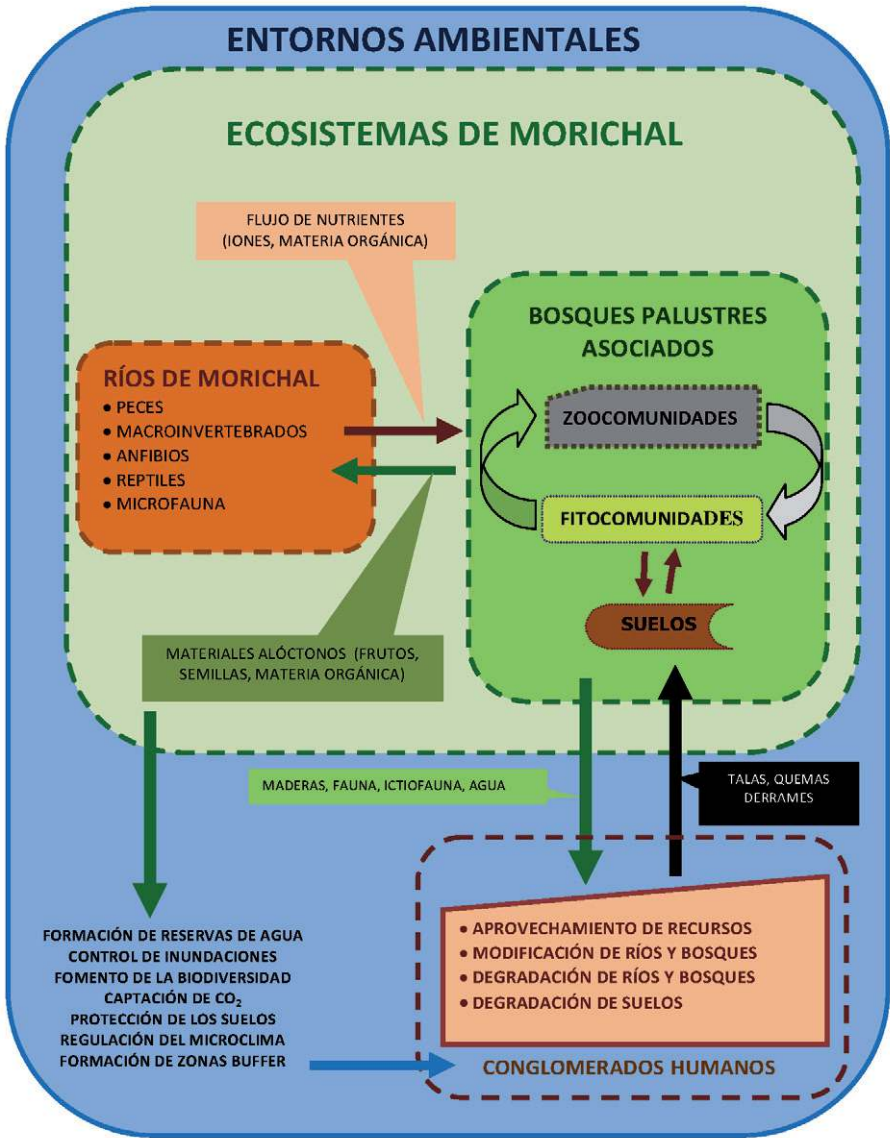 ENTORNOS AMBIENTALES
ECOSISTEMAS DE MORICHAL
FLUJO DE NUTRIENTES
(IONES, MATERIA ORGÁNICA)
BOSQUES PALUSTRES
ASOCIADOS
RÍOS DE MORICHAL
• PECES
• MACROINVERTEBRADOS
• ANFIBIOS
• REPTILES
• MICROFAUNA
ZOOCOMUNIDADES
FITOCOMUNIDADES
SUELOS
MATERIALES ALÓCTONOS (FRUTOS,
SEMILLAS, MATERIA ORGÁNICA)
MADERAS, FAUNA, ICTIOFAUNA, AGUA
TALAS, QUEMAS
DERRAMES
FORMACIÓN DE RESERVAS DE AGUA
CONTROL DE INUNDACIONES
FOMENTO DE LA BIODIVERSIDAD
CAPTACIÓN DE CO₂
PROTECCIÓN DE LOS SUELOS
REGULACIÓN DEL MICROCLIMA
FORMACIÓN DE ZONAS BUFFER
• APROVECHAMIENTO DE RECURSOS
• MODIFICACIÓN DE RÍOS Y BOSQUES
• DEGRADACIÓN DE RÍOS Y BOSQUES
• DEGRADACIÓN DE SUELOS
CONGLOMERADOS HUMANOS